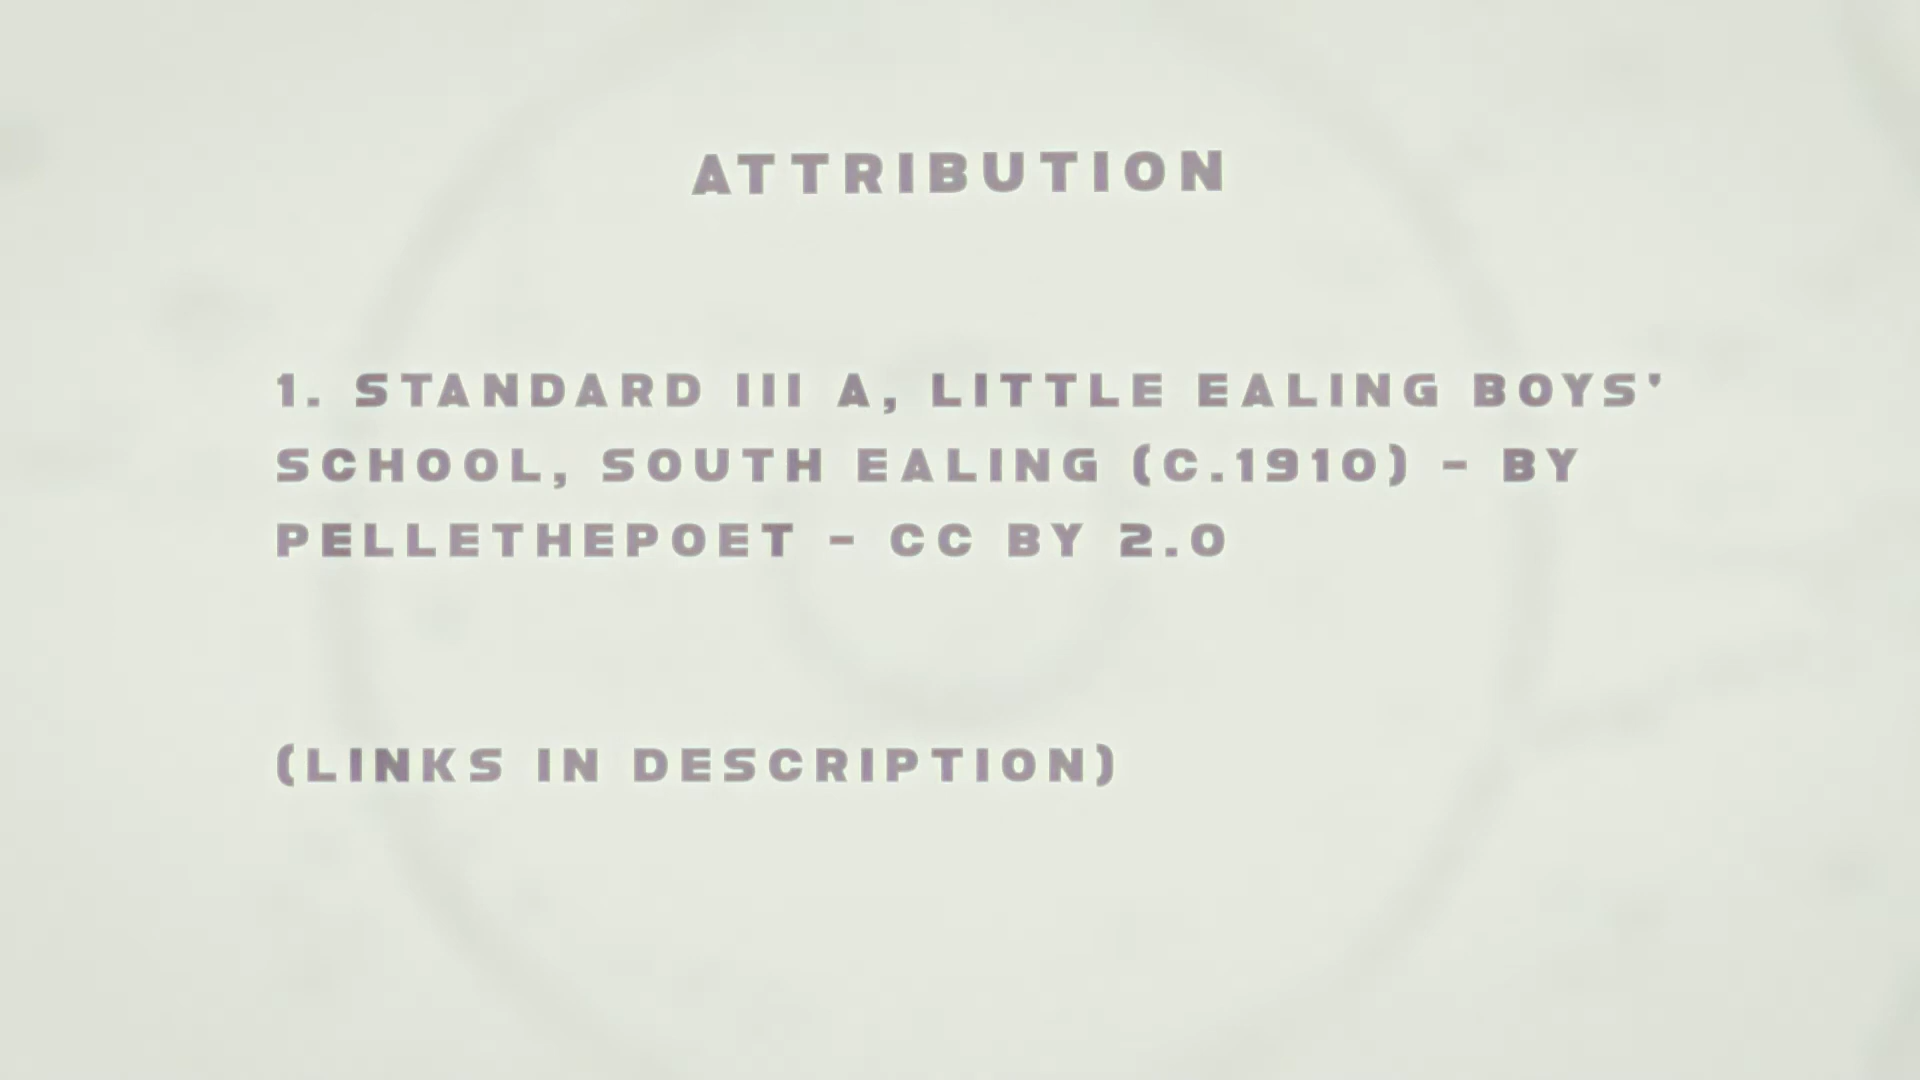 ATTRIBUTION
1. STANDARD III A, LITTLE EALING BOYS'
SCHOOL, SOUTH EALING (C.1910) - BY
PELLETHEPOET - CC BY 2.0
(LINKS IN DESCRIPTION)